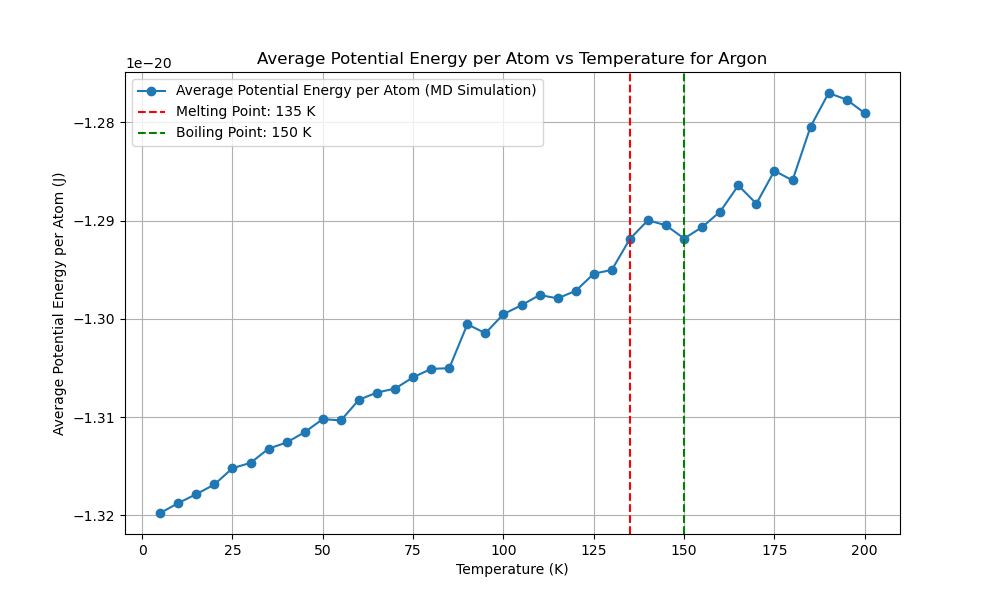 Average Potential Energy per Atom vs Temperature for Argon
1e−20
Average Potential Energy per Atom (MD Simulation)
Melting Point: 135 K
Boiling Point: 150 K
−1.28
−1.29
−1.30
−1.31
−1.32
Average Potential Energy per Atom (J)
0 25 50 75 100 125 150 175 200
Temperature (K)